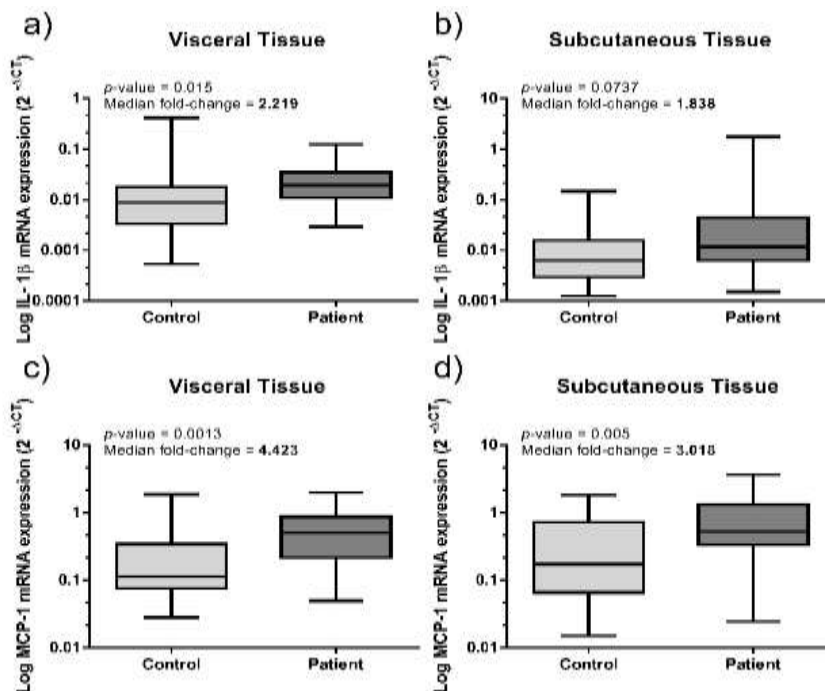 a)
Visceral Tissue
p-value = 0.015
Median fold-change = 2.219
Log IL-1β mRNA expression (2 -ΔCT)
1
0.1
0.01
0.001
0.0001
Control
Patient
b)
Subcutaneous Tissue
p-value = 0.0737
Median fold-change = 1.838
Log IL-1β mRNA expression (2 -ΔCT)
10
1
0.1
0.01
0.001
Control
Patient
c)
Visceral Tissue
p-value = 0.0013
Median fold-change = 4.423
Log MCP-1 mRNA expression (2 -ΔCT)
10
1
0.1
0.01
Control
Patient
d)
Subcutaneous Tissue
p-value = 0.005
Median fold-change = 3.018
Log MCP-1 mRNA expression (2 -ΔCT)
10
1
0.1
0.01
Control
Patient